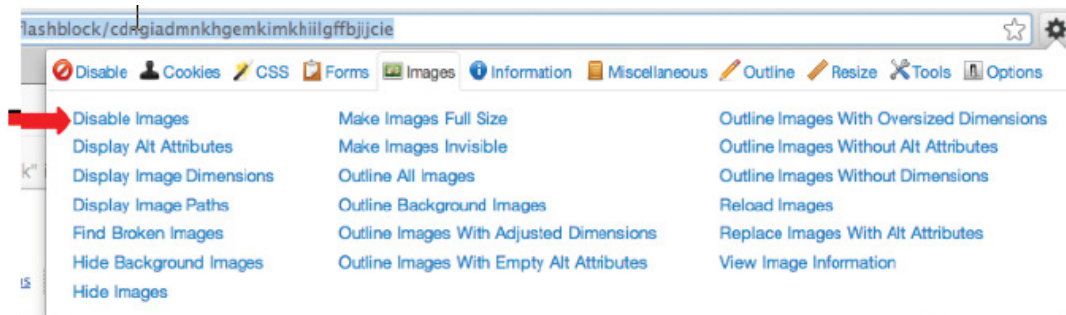 flashblock/cdngiadmnkhgemkimkhiilgffbjijcie
Disable Cookies CSS Forms Images Information Miscellaneous Outline Resize Tools Options
Disable Images Make Images Full Size Outline Images With Oversized Dimensions
Display Alt Attributes Make Images Invisible Outline Images Without Alt Attributes
k" i Display Image Dimensions Outline All Images Outline Images Without Dimensions
Display Image Paths Outline Background Images Reload Images
Find Broken Images Outline Images With Adjusted Dimensions Replace Images With Alt Attributes
Hide Background Images Outline Images With Empty Alt Attributes View Image Information
Hide Images